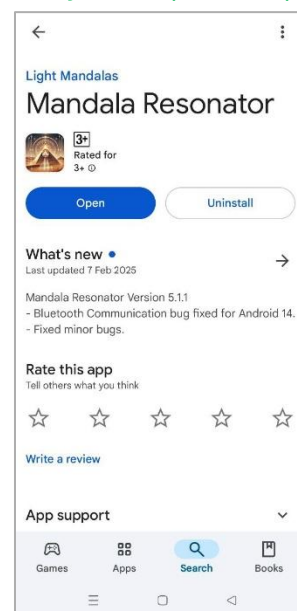 Light Mandalas
Mandala Resonator
3+
Rated for
3+
Open
Uninstall
What's new
Last updated 7 Feb 2025
Mandala Resonator Version 5.1.1
- Bluetooth Communication bug fixed for Android 14.
- Fixed minor bugs.
Rate this app
Tell others what you think
Write a review
App support
Games
Apps
Search
Books